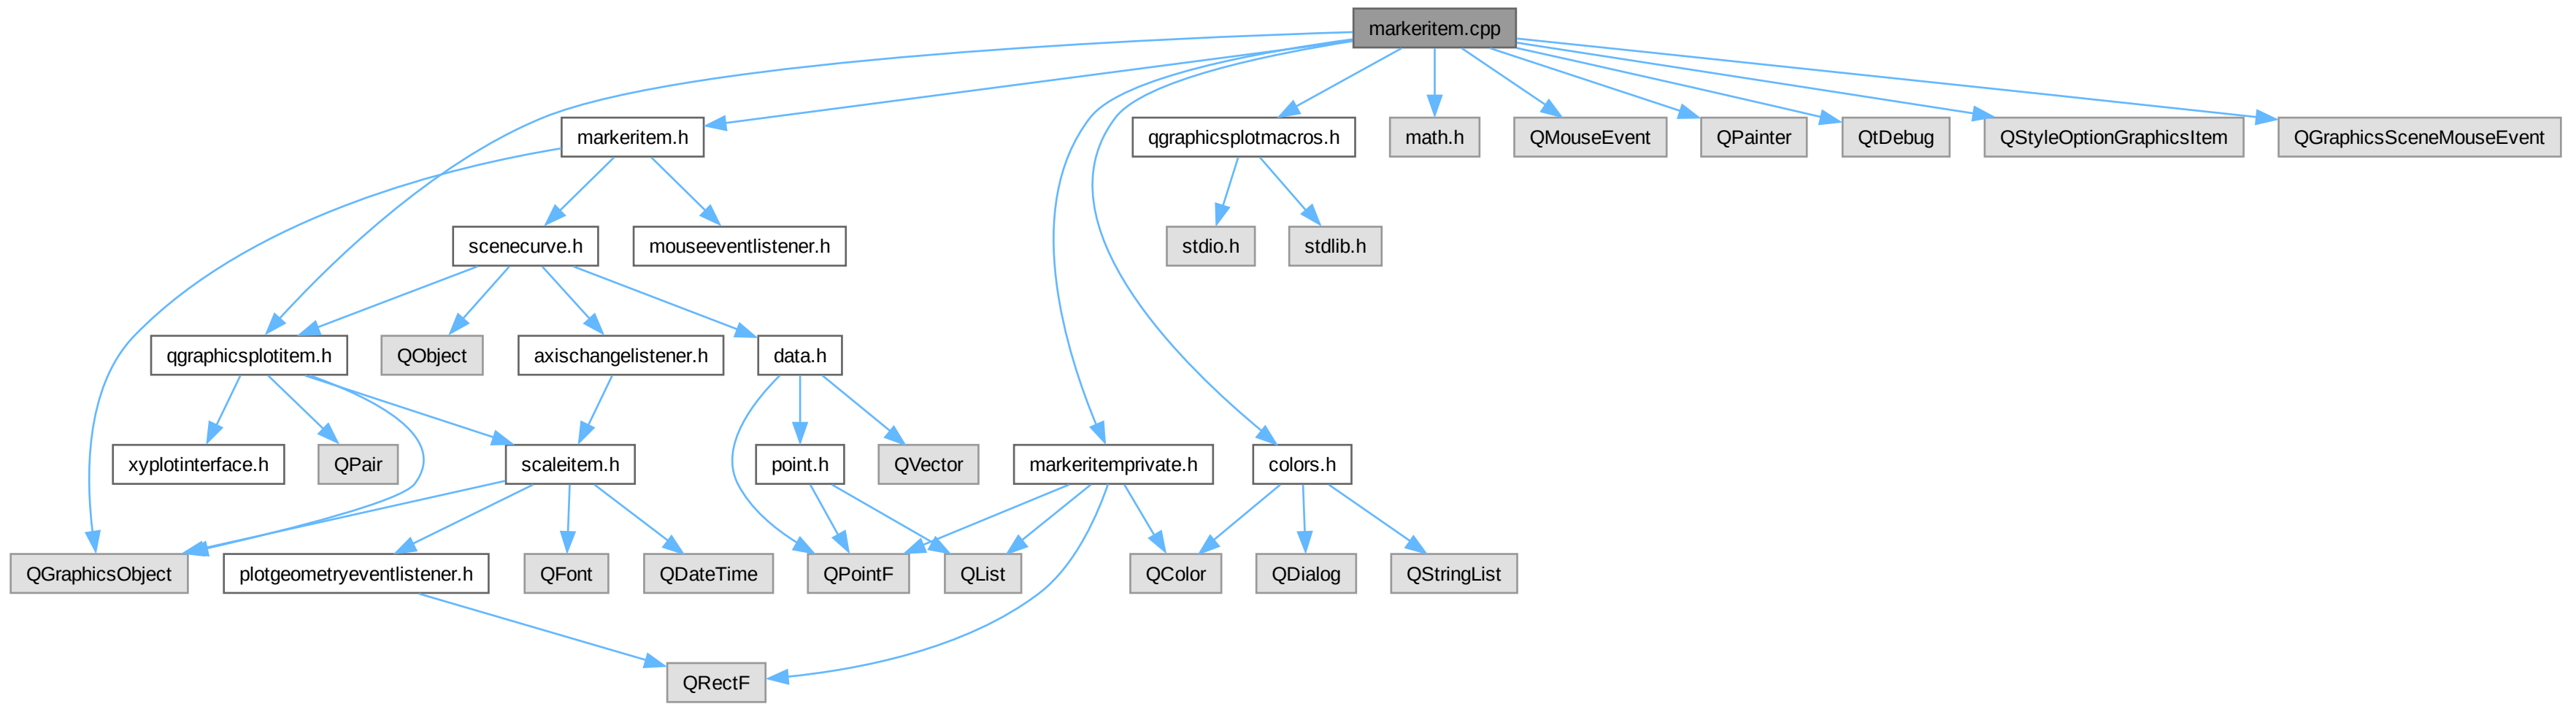 markeritem.cpp
markeritem.h
qgraphicsplotmacros.h
math.h
QMouseEvent
QPainter
QtDebug
QStyleOptionGraphicsItem
QGraphicsSceneMouseEvent
scenecurve.h
mouseeventlistener.h
stdio.h
stdlib.h
qgraphicsplotitem.h
QObject
axischangelistener.h
data.h
xyplotinterface.h
QPair
scaleitem.h
point.h
QVector
markeritemprivate.h
colors.h
QGraphicsObject
plotgeometryeventlistener.h
QFont
QDateTime
QPointF
QList
QColor
QDialog
QStringList
QRectF